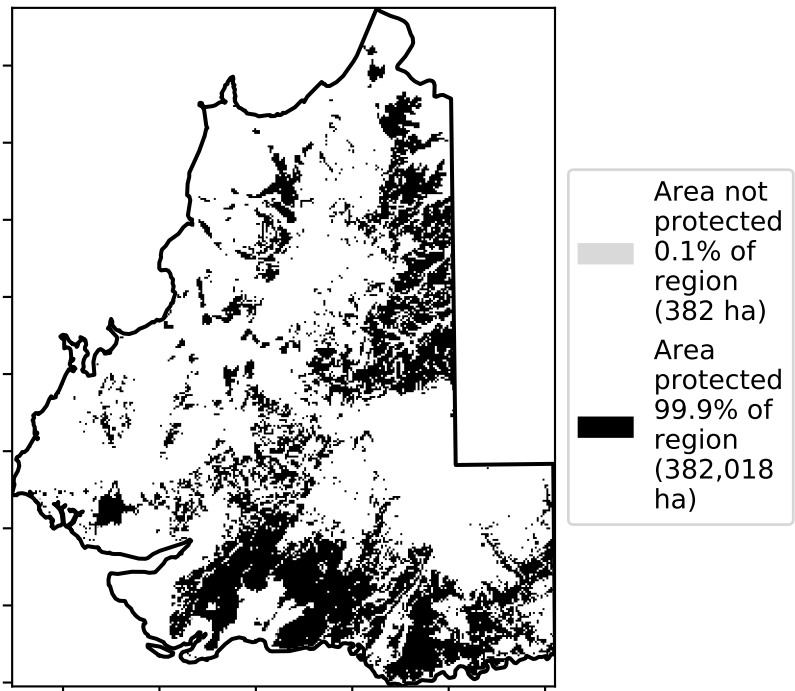 Area not
protected
0.1% of
region
(382 ha)
Area
protected
99.9% of
region
(382,018
ha)